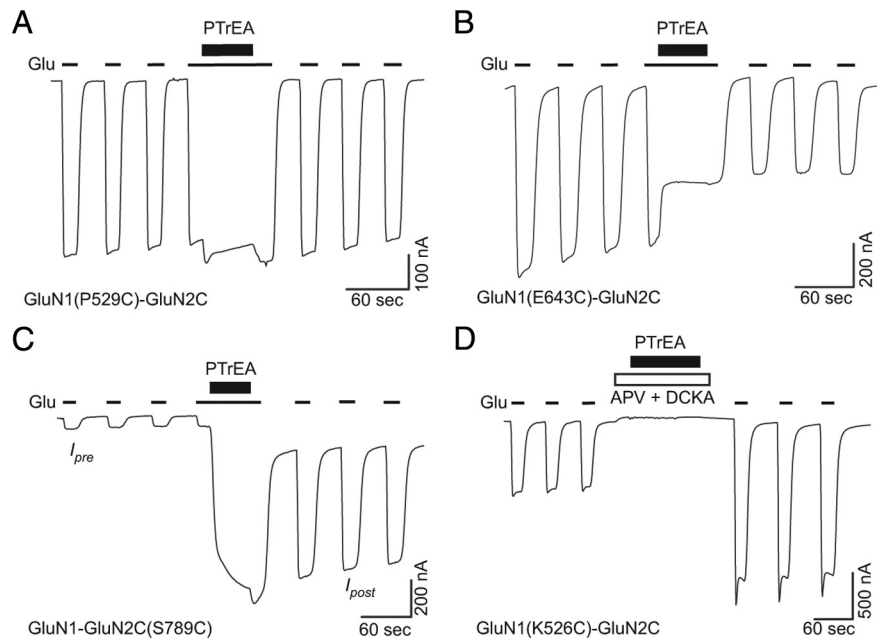 A
PTrEA
Glu
100 nA
60 sec
GluN1(P529C)-GluN2C
B
PTrEA
Glu
200 nA
60 sec
GluN1(E643C)-GluN2C
C
PTrEA
Glu
Ipre
Ipost
200 nA
60 sec
GluN1-GluN2C(S789C)
D
PTrEA
APV + DCKA
Glu
500 nA
60 sec
GluN1(K526C)-GluN2C